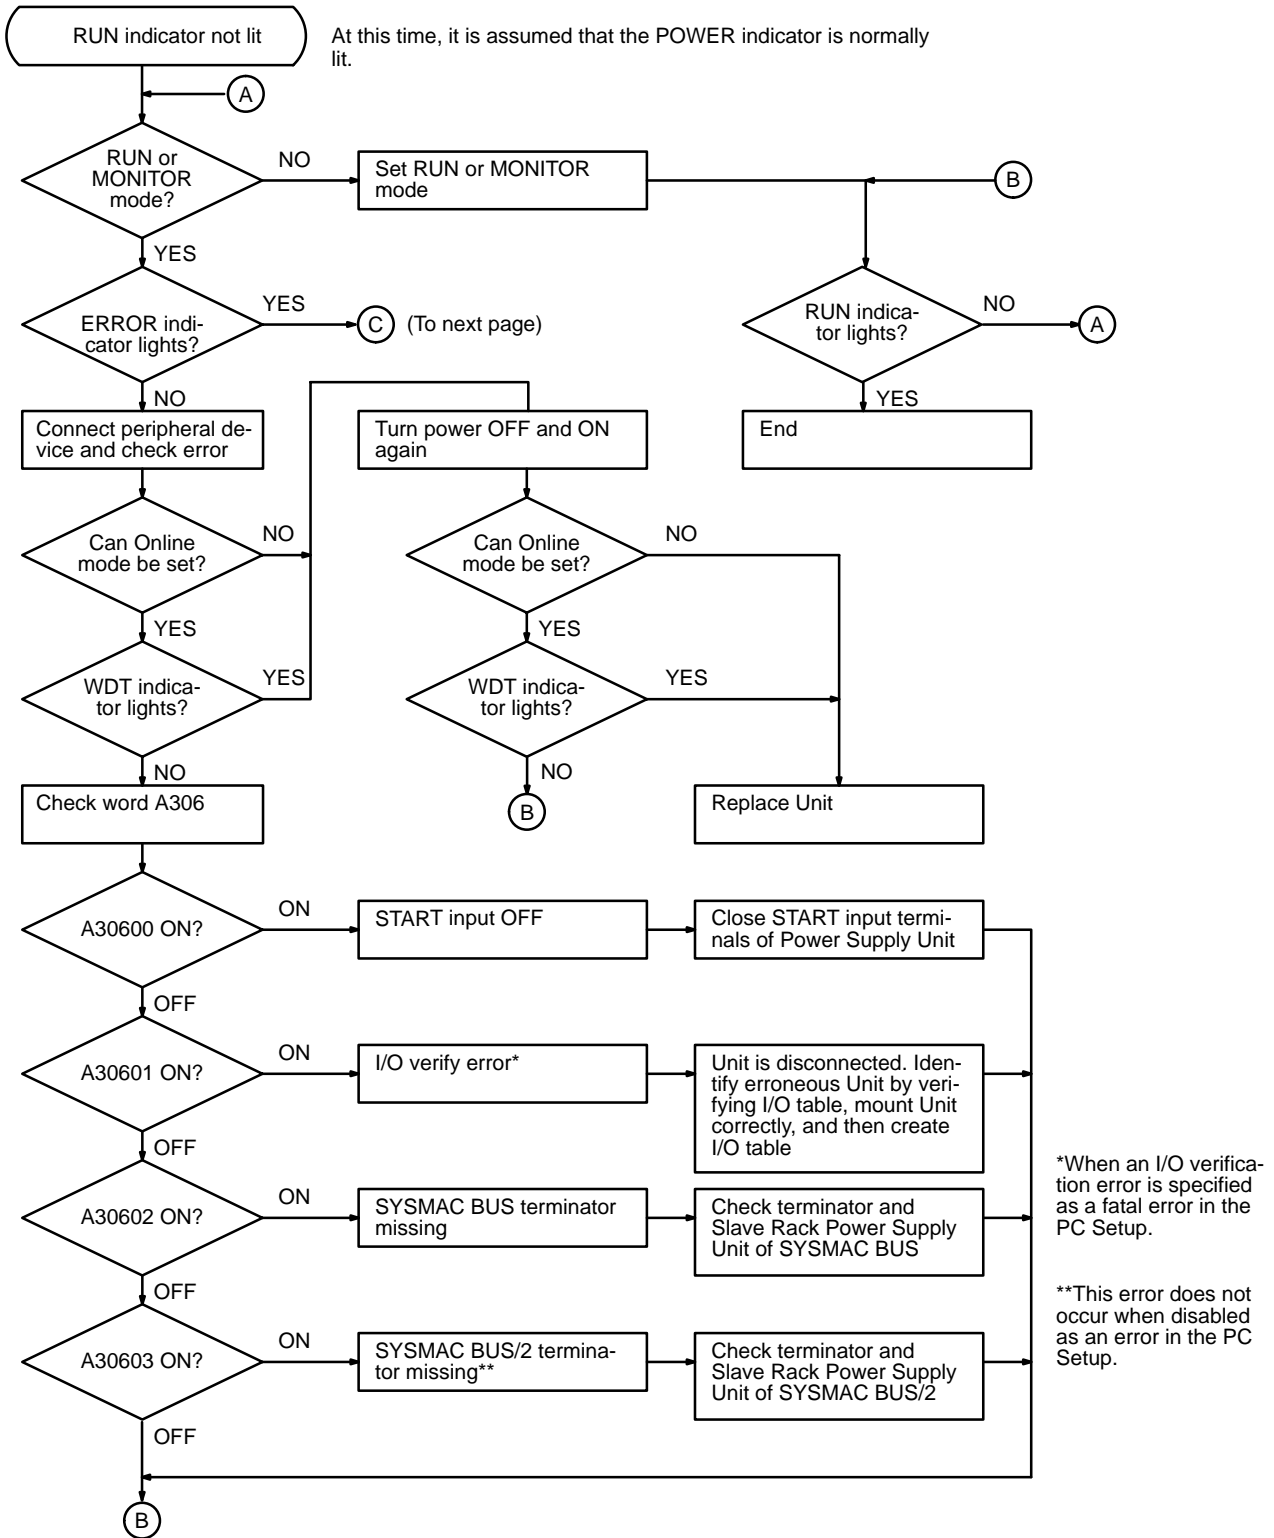 RUN indicator not lit
At this time, it is assumed that the POWER indicator is normally
lit.
A
RUN or
MONITOR
mode?
NO
Set RUN or MONITOR
mode
B
YES
ERROR indi-
cator lights?
YES
C
(To next page)
RUN indica-
tor lights?
NO
A
NO
YES
Connect peripheral de-
vice and check error
Turn power OFF and ON
again
End
Can Online
mode be set?
NO
Can Online
mode be set?
NO
YES
YES
WDT indica-
tor lights?
YES
WDT indica-
tor lights?
YES
NO
NO
Check word A306
B
Replace Unit
A30600 ON?
ON
START input OFF
Close START input termi-
nals of Power Supply Unit
OFF
A30601 ON?
ON
I/O verify error*
Unit is disconnected. Iden-
tify erroneous Unit by veri-
fying I/O table, mount Unit
correctly, and then create
I/O table
OFF
A30602 ON?
ON
SYSMAC BUS terminator
missing
Check terminator and
Slave Rack Power Supply
Unit of SYSMAC BUS
*When an I/O verifica-
tion error is specified
as a fatal error in the
PC Setup.
OFF
A30603 ON?
ON
SYSMAC BUS/2 termina-
tor missing**
Check terminator and
Slave Rack Power Supply
Unit of SYSMAC BUS/2
**This error does not
occur when disabled
as an error in the PC
Setup.
OFF
B